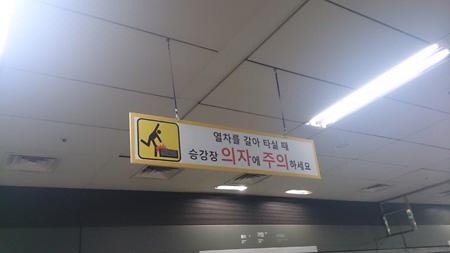 열차를 갈아 타실 때
승강장 의자에 주의하세요